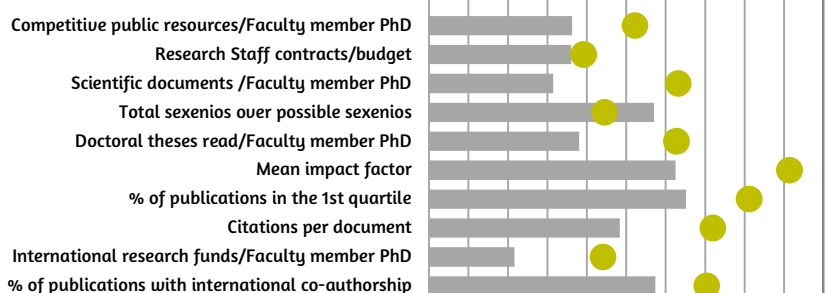 Competitive public resources/Faculty member PhD
Research Staff contracts/budget
Scientific documents /Faculty member PhD
Total sexenios over possible sexenios
Doctoral theses read/Faculty member PhD
Mean impact factor
% of publications in the 1st quartile
Citations per document
International research funds/Faculty member PhD
% of publications with international co-authorship